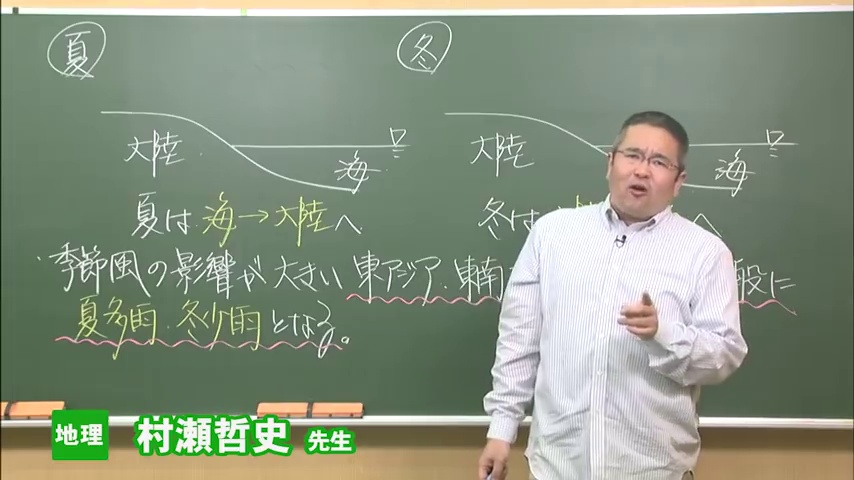 夏
冬
大陸
海
大陸
海
夏は 海→大陸へ
冬は へ
季節風の影響が大きい 東アジア・東南 般に
夏多雨・冬少雨となる。
地理 村瀬哲史 先生